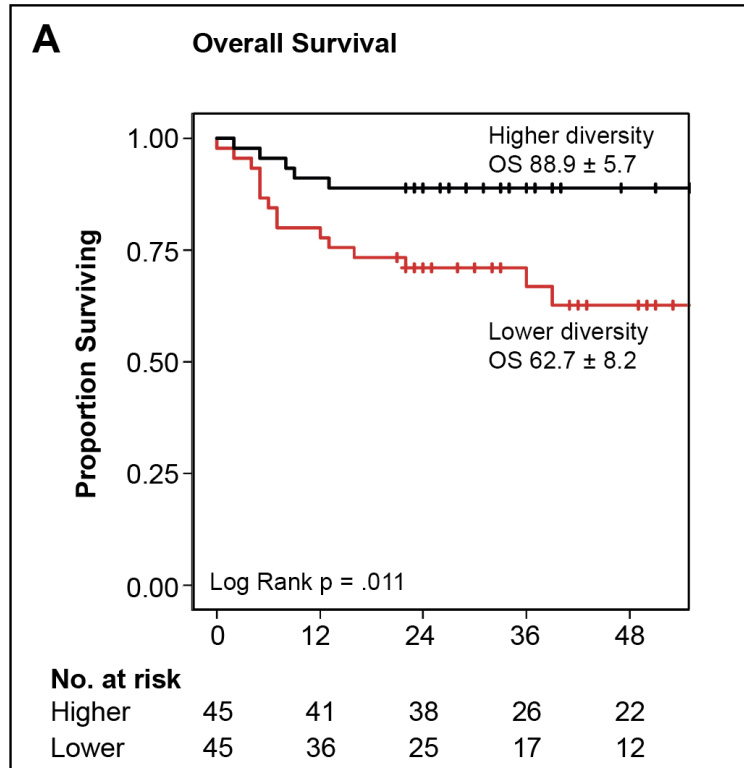 A Overall Survival
Higher diversity
OS 88.9 ± 5.7
1.00
0.75
0.50
0.25
0.00
Proportion Surviving
Lower diversity
OS 62.7 ± 8.2
Log Rank p = .011
0 12 24 36 48
No. at risk
Higher 45 41 38 26 22
Lower 45 36 25 17 12